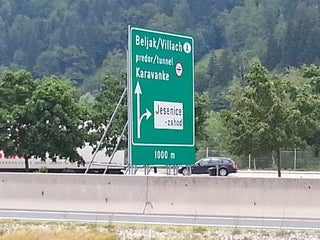 Beljak/Villach
predor/tunnel
Karavanke
Jesenice
-zahod
1000 m